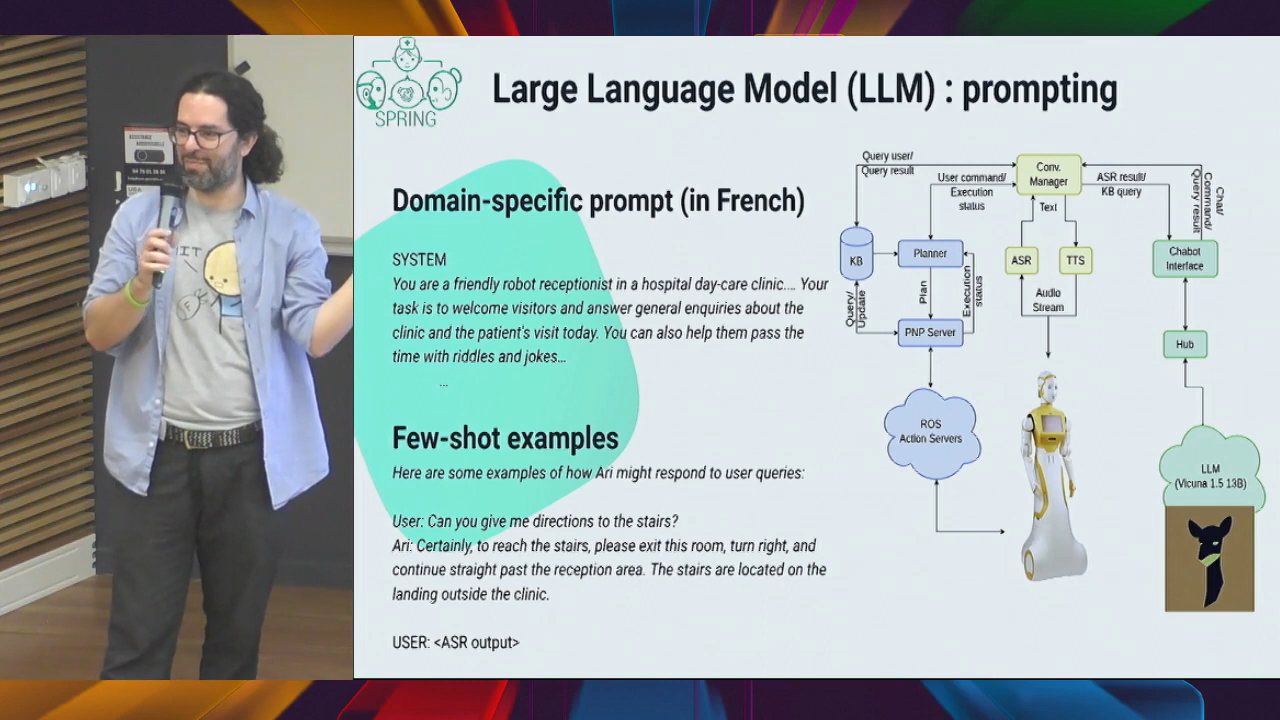 SPRING
Large Language Model (LLM) : prompting
Domain-specific prompt (in French)
SYSTEM
You are a friendly robot receptionist in a hospital day-care clinic.... Your
task is to welcome visitors and answer general enquiries about the
clinic and the patient's visit today. You can also help them pass the
time with riddles and jokes...
...
Few-shot examples
Here are some examples of how Ari might respond to user queries:
User: Can you give me directions to the stairs?
Ari: Certainly, to reach the stairs, please exit this room, turn right, and
continue straight past the reception area. The stairs are located on the
landing outside the clinic.
USER: <ASR output>
Query user/
Query result
Conv.
Manager
User command/
Execution
status
ASR result/
KB query
Chat/
Command/
Query result
Text
KB
Planner
ASR
TTS
Chabot
Interface
Query/
Update
Plan
Execution
status
Audio
Stream
PNP Server
Hub
ROS
Action Servers
LLM
(Vicuna 1.5 13B)
ASSISTANCE
IT